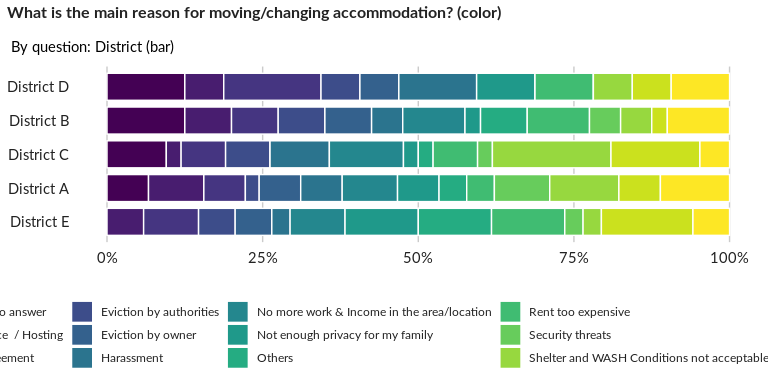 What is the main reason for moving/changing accommodation? (color)
By question: District (bar)
District D
District B
District C
District A
District E
0% 25% 50% 75% 100%
o answer Eviction by authorities No more work & Income in the area/location Rent too expensive
ce / Hosting Eviction by owner Not enough privacy for my family Security threats
eement Harassment Others Shelter and WASH Conditions not acceptable